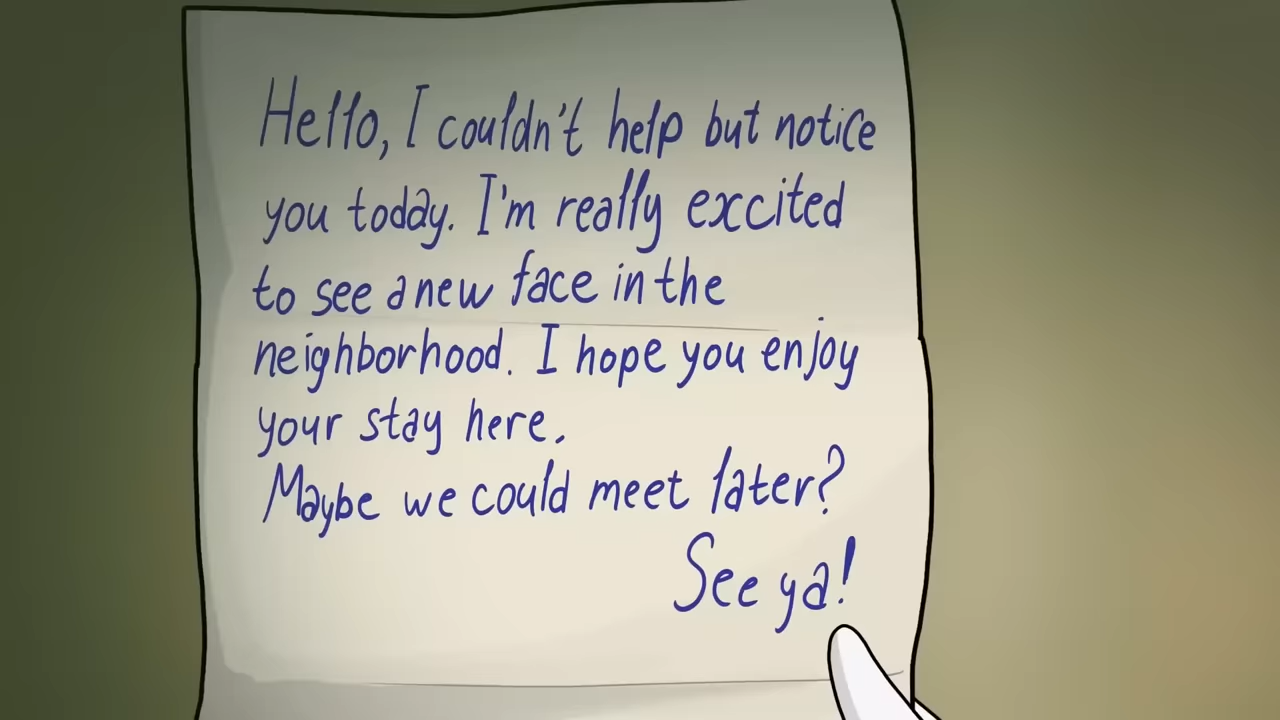 Hello, I couldn't help but notice
you today. I'm really excited
to see a new face in the
neighborhood. I hope you enjoy
your stay here.
Maybe we could meet later?
See ya!